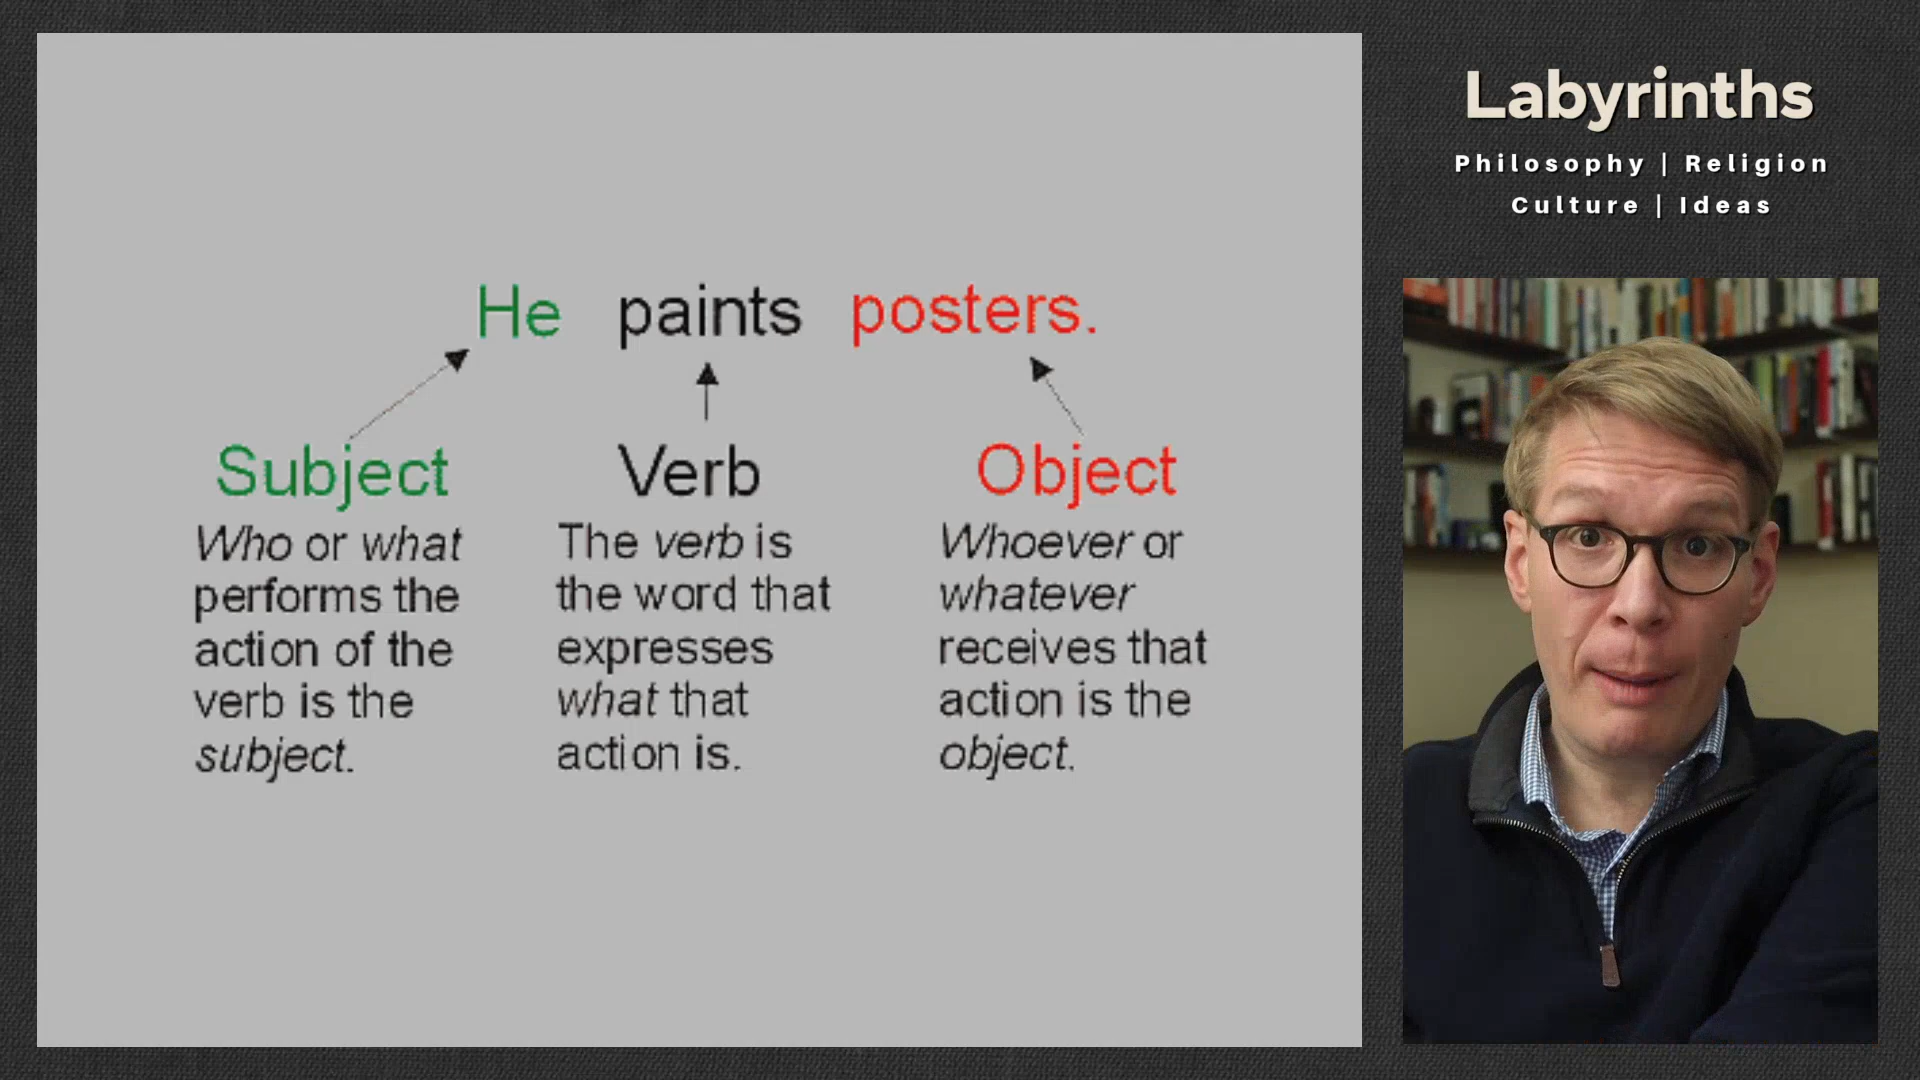 He paints posters.
Subject
Who or what
performs the
action of the
verb is the
subject.
Verb
The verb is
the word that
expresses
what that
action is.
Object
Whoever or
whatever
receives that
action is the
object.
Labyrinths
Philosophy | Religion
Culture | Ideas